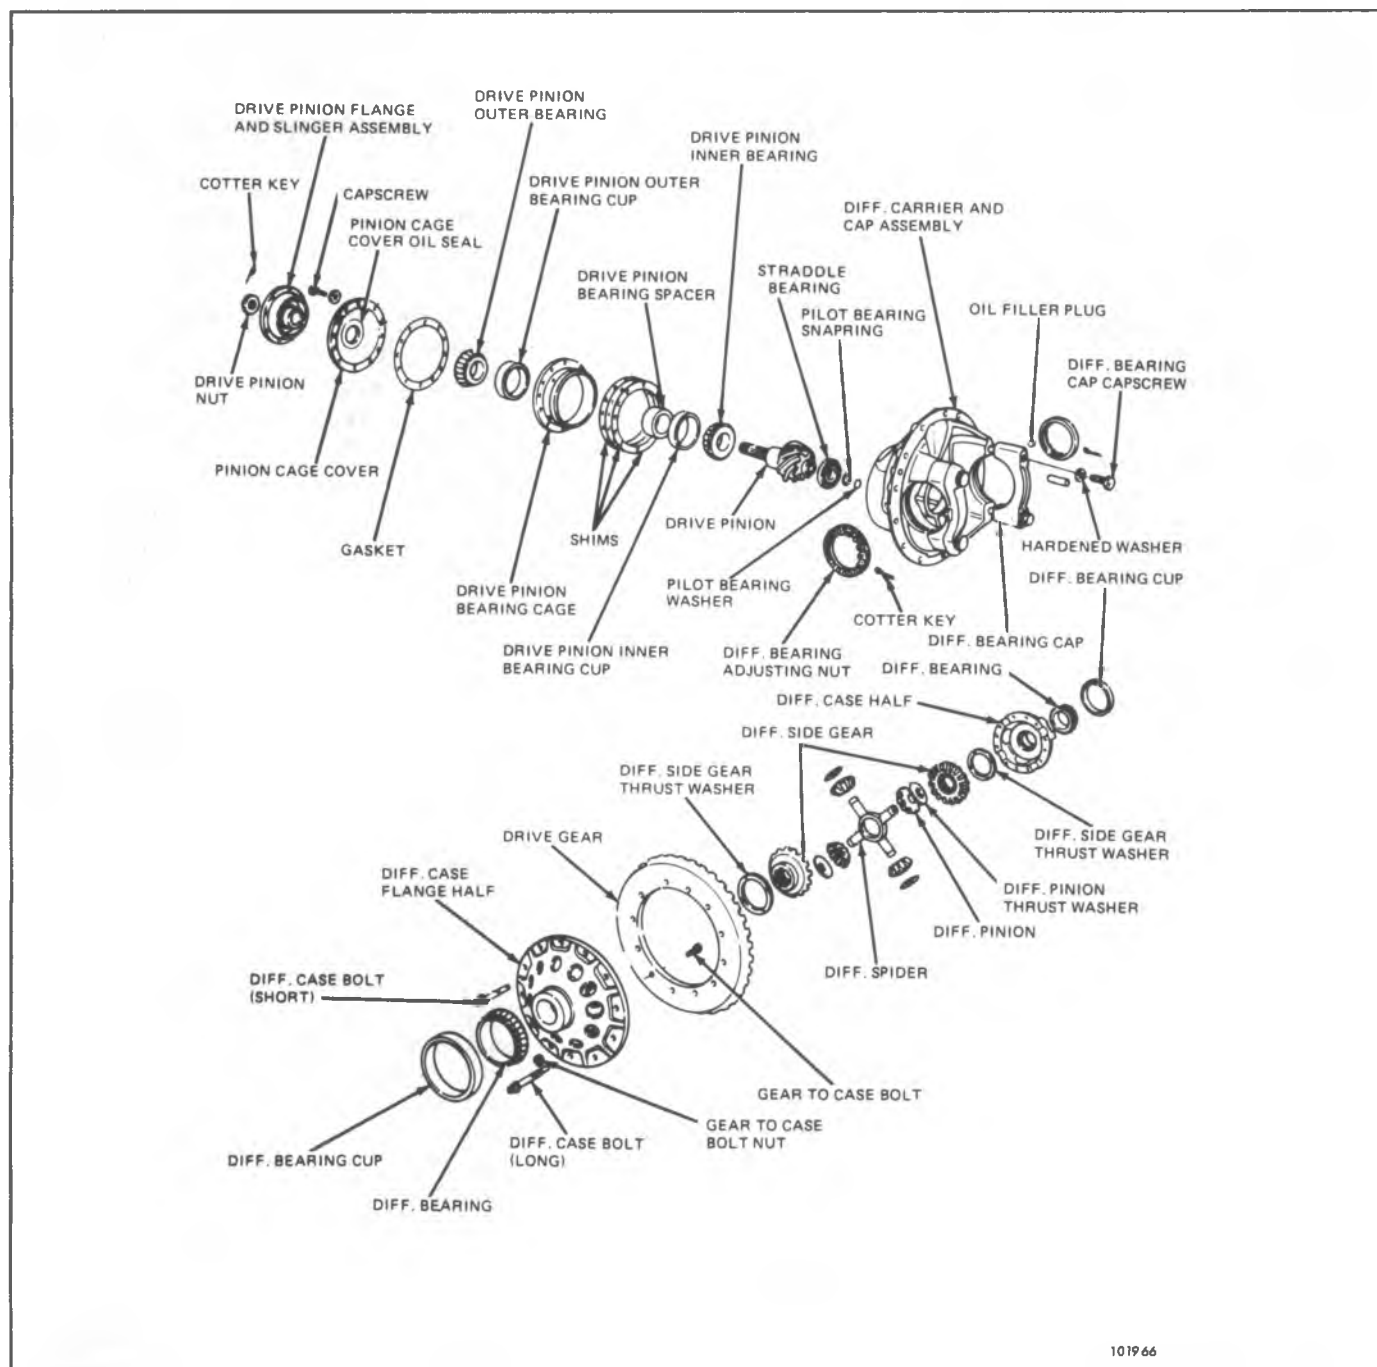 DRIVE PINION FLANGE
AND SLINGER ASSEMBLY
DRIVE PINION
OUTER BEARING
DRIVE PINION
INNER BEARING
COTTER KEY
CAPSCREW
DRIVE PINION OUTER
BEARING CUP
DIFF. CARRIER AND
CAP ASSEMBLY
PINION CAGE
COVER OIL SEAL
DRIVE PINION
BEARING SPACER
STRADDLE
BEARING
PILOT BEARING
SNAPRING
OIL FILLER PLUG
DIFF. BEARING
CAP CAPSCREW
DRIVE PINION
NUT
PINION CAGE COVER
GASKET
SHIMS
DRIVE PINION
HARDENED WASHER
DRIVE PINION
BEARING CAGE
PILOT BEARING
WASHER
COTTER KEY
DIFF. BEARING CUP
DRIVE PINION INNER
BEARING CUP
DIFF. BEARING
ADJUSTING NUT
DIFF. BEARING CAP
DIFF. BEARING
DIFF. CASE HALF
DIFF. SIDE GEAR
DIFF. SIDE GEAR
THRUST WASHER
DRIVE GEAR
DIFF. SIDE GEAR
THRUST WASHER
DIFF. CASE
FLANGE HALF
DIFF. PINION
THRUST WASHER
DIFF. PINION
DIFF. SPIDER
DIFF. CASE BOLT
(SHORT)
GEAR TO CASE BOLT
GEAR TO CASE
BOLT NUT
DIFF. CASE BOLT
(LONG)
DIFF. BEARING CUP
DIFF. BEARING
101966